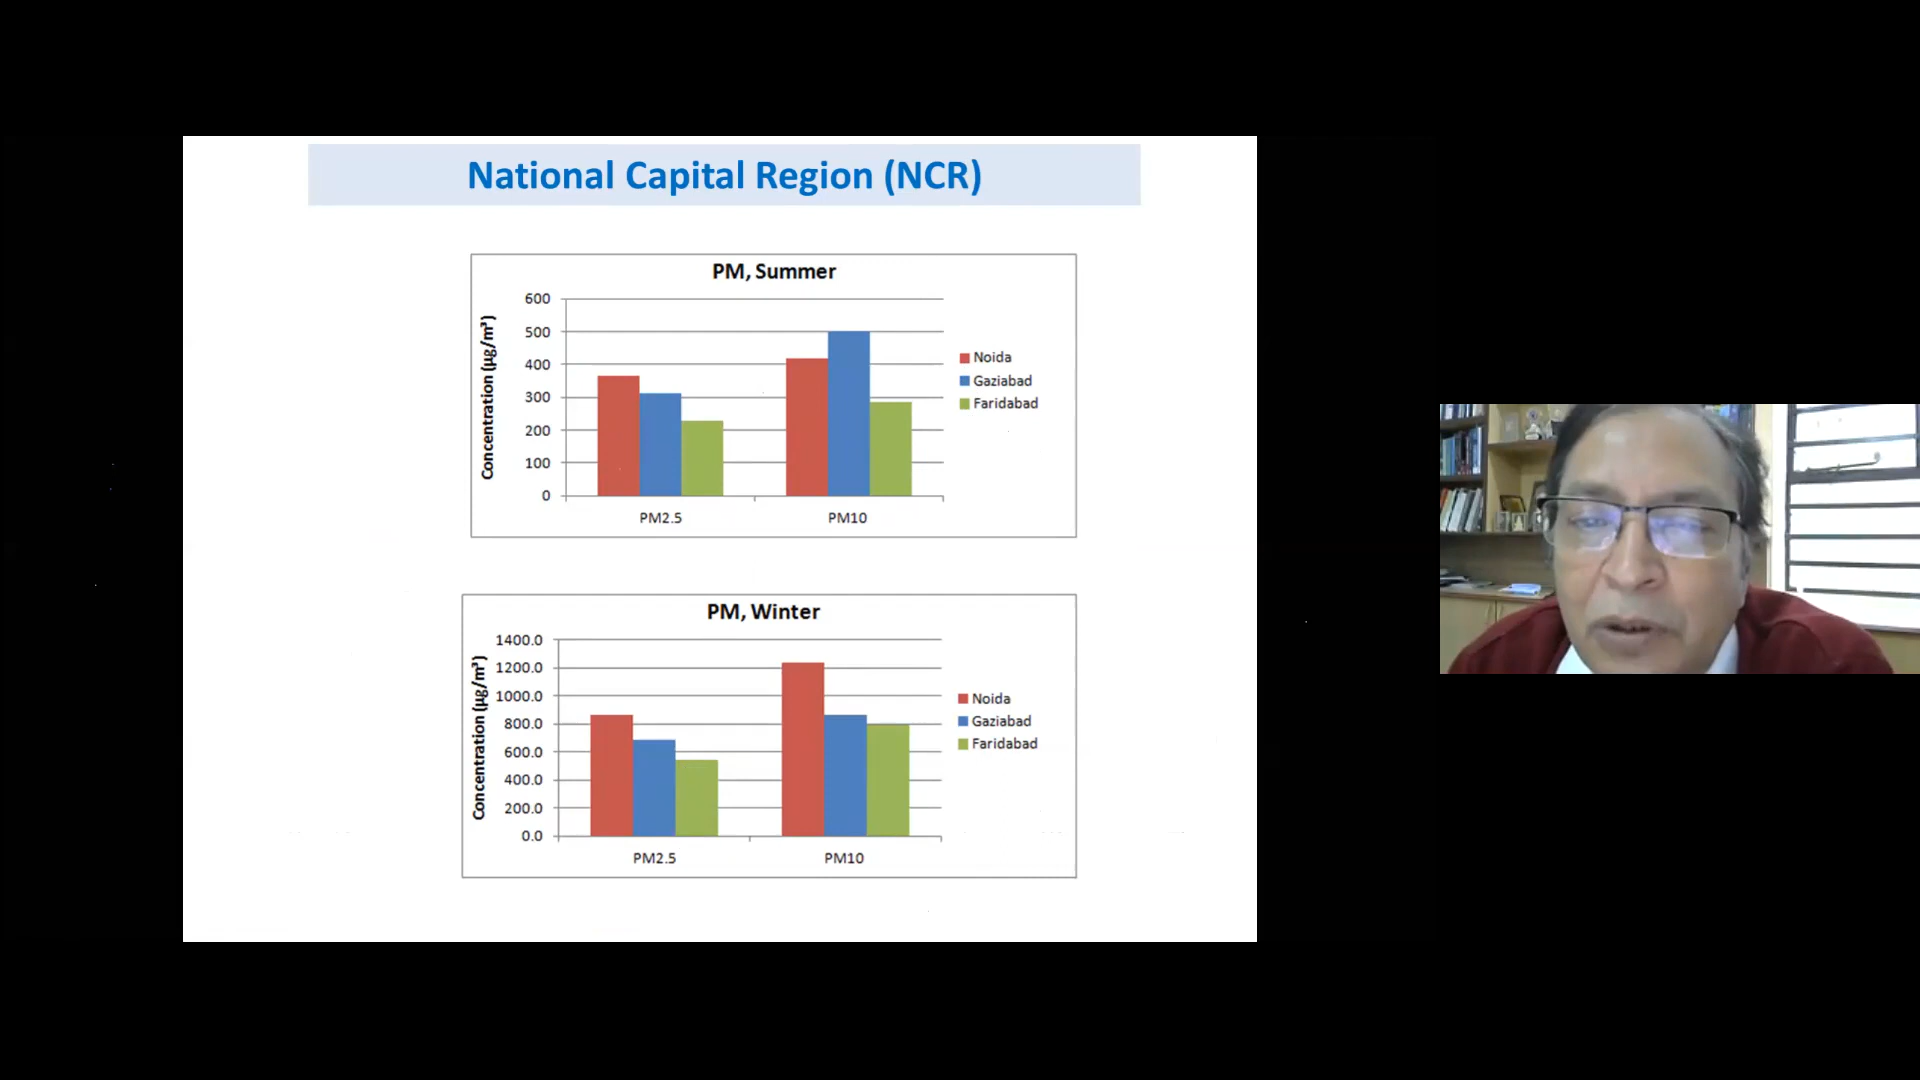 National Capital Region (NCR)
PM, Summer
Concentration (µg/m³)
600
500
400
300
200
100
0
PM2.5
PM10
Noida
Gaziabad
Faridabad
PM, Winter
Concentration (µg/m³)
1400.0
1200.0
1000.0
800.0
600.0
400.0
200.0
0.0
PM2.5
PM10
Noida
Gaziabad
Faridabad